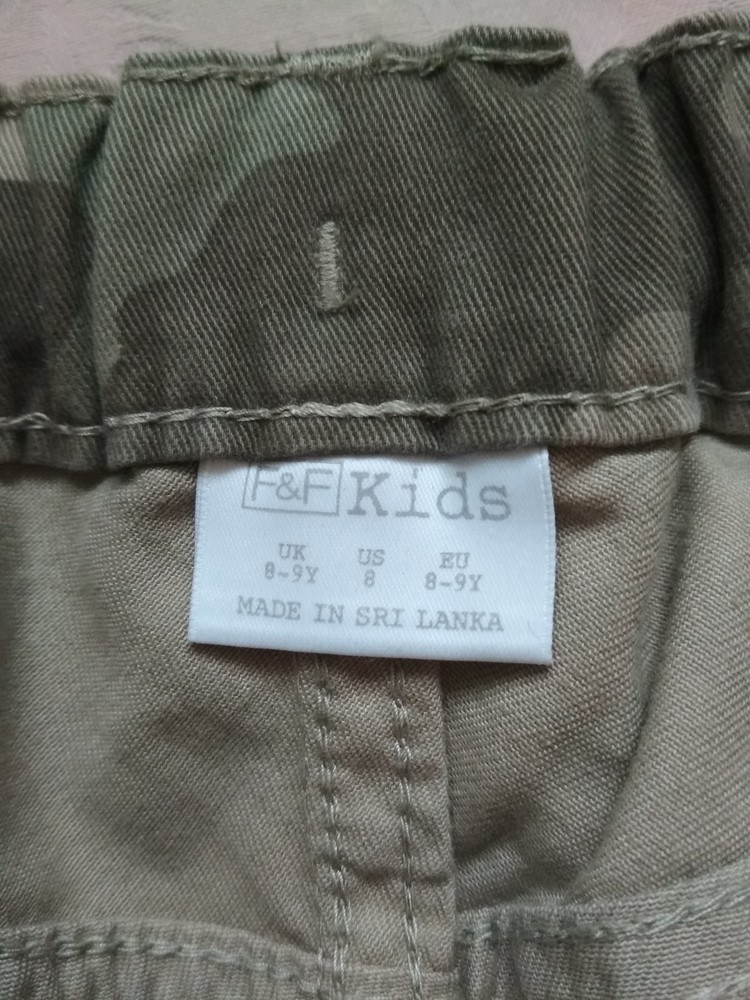 F&F Kids
UK US EU
8-9Y 8 8-9Y
MADE IN SRI LANKA